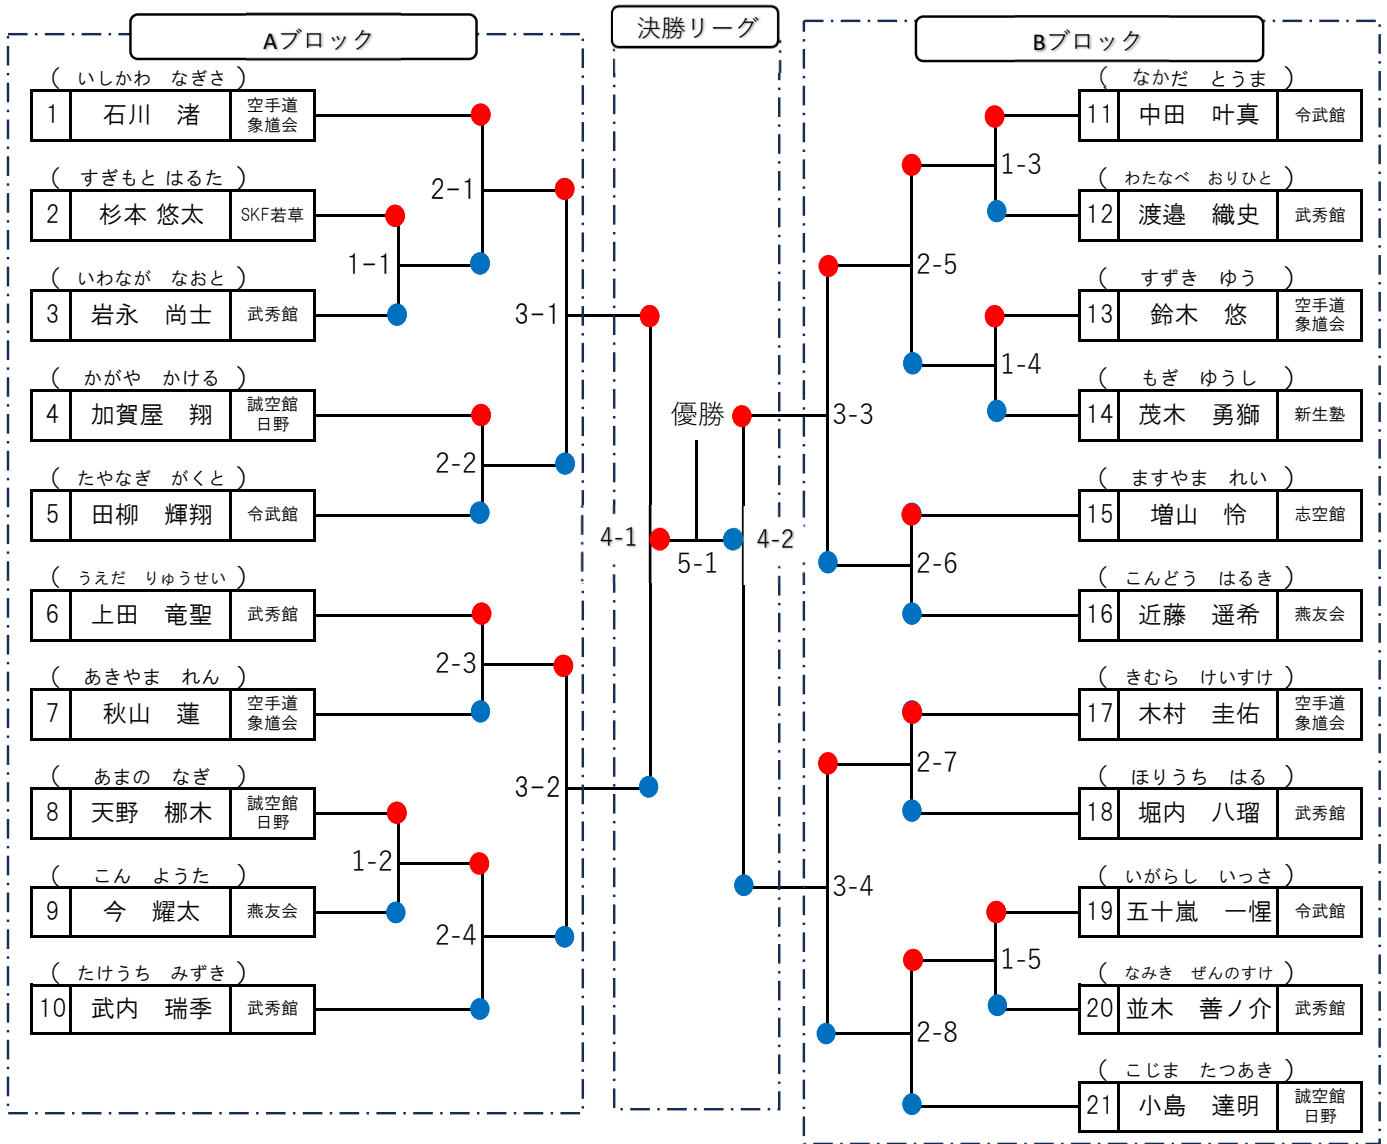 Aブロック
( いしかわ なぎさ )
1 石川 渚 空手道
象道会
( すぎもと はるた )
2 杉本 悠太 SKF若草
1−1
2−1
( いわなが なおと )
3 岩永 尚士 武秀館
3−1
( かがや かける )
4 加賀屋 翔 誠空館
日野
2-2
( たやなぎ がくと )
5 田柳 輝翔 令武館
( うえだ りゅうせい )
6 上田 竜聖 武秀館
2-3
( あきやま れん )
7 秋山 蓮 空手道
象道会
3-2
( あまの なぎ )
8 天野 梛木 誠空館
日野
1-2
( こん ようた )
9 今 耀太 燕友会
2-4
( たけうち みずき )
10 武内 瑞季 武秀館
決勝リーグ
優勝
4-1
5-1
4-2
Bブロック
( なかだ とうま )
11 中田 叶真 令武館
1-3
( わたなべ おりひと )
12 渡邉 織史 武秀館
2-5
( すずき ゆう )
13 鈴木 悠 空手道
象道会
1-4
( もぎ ゆうし )
14 茂木 勇獅 新生塾
3-3
( ますやま れい )
15 増山 怜 志空館
2-6
( こんどう はるき )
16 近藤 遥希 燕友会
( きむら けいすけ )
17 木村 圭佑 空手道
象道会
2-7
( ほりうち はる )
18 堀内 八瑠 武秀館
3-4
( いがらし いっさ )
19 五十嵐 一惺 令武館
1-5
( なみき ぜんのすけ )
20 並木 善ノ介 武秀館
2-8
( こじま たつあき )
21 小島 達明 誠空館
日野